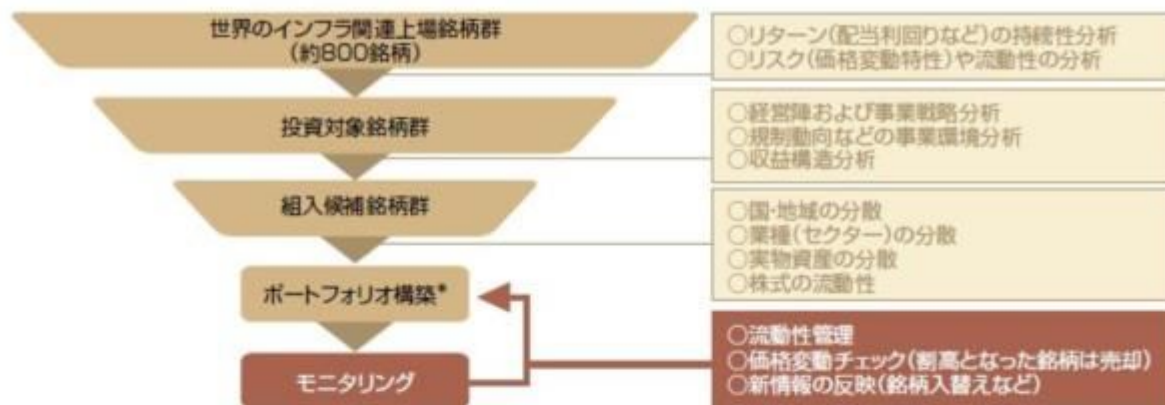 世界のインフラ関連上場銘柄群
(約800銘柄)
○リターン(配当利回りなど)の持続性分析
○リスク(価格変動特性)や流動性の分析
投資対象銘柄群
○経営陣および事業戦略分析
○規制動向などの事業環境分析
○収益構造分析
組入候補銘柄群
○国・地域の分散
○業種(セクター)の分散
○実物資産の分散
○株式の流動性
ポートフォリオ構築*
モニタリング
○流動性管理
○価格変動チェック(割高となった銘柄は売却)
○新情報の反映(銘柄入替えなど)